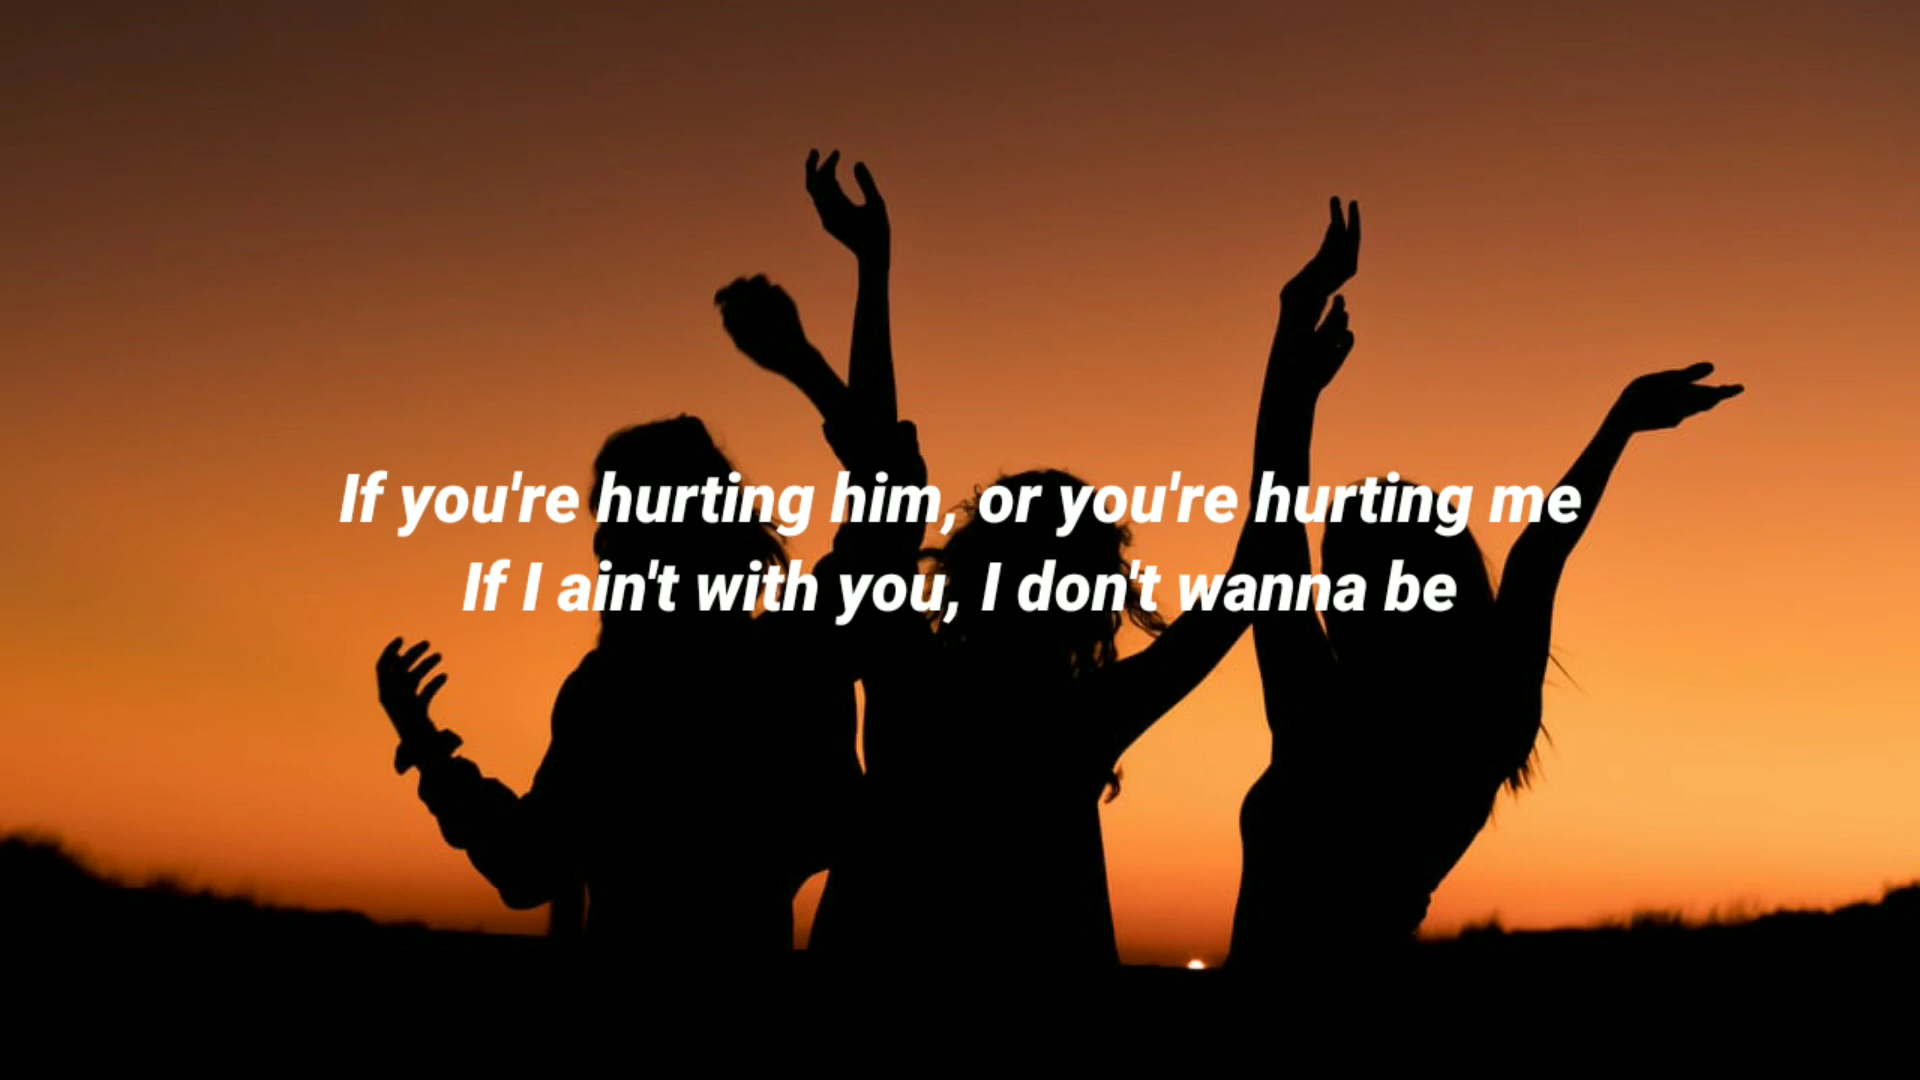 If you're hurting him, or you're hurting me
If I ain't with you, I don't wanna be